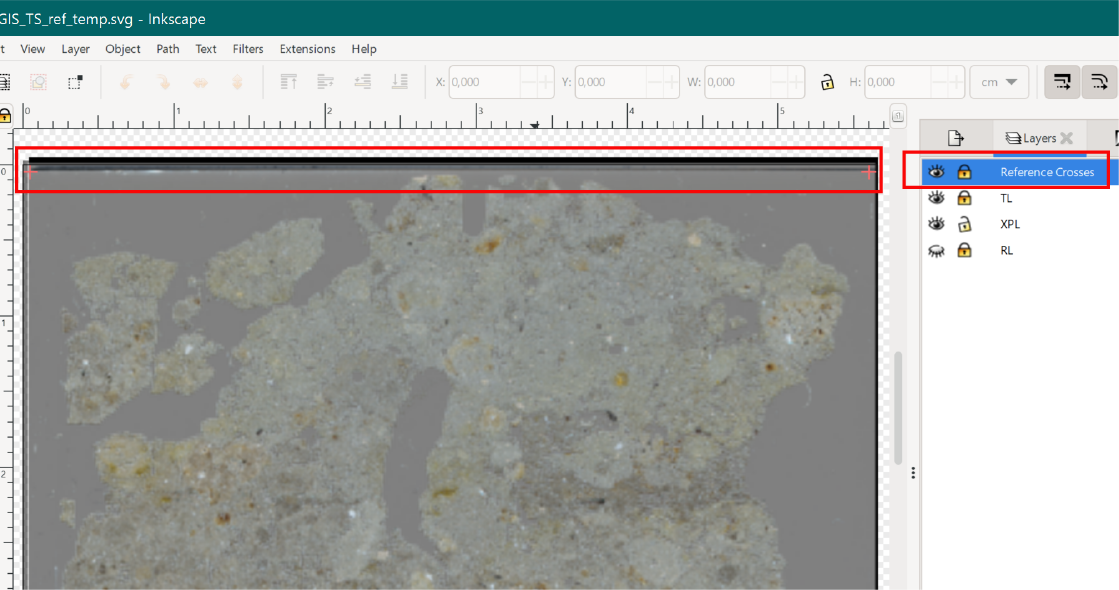 GIS_TS_ref_temp.svg - Inkscape
t View Layer Object Path Text Filters Extensions Help
X: 0,000 Y: 0,000 W: 0,000 H: 0,000 cm
0 1 2 3 4 5
Layers
0
Reference Crosses
TL
XPL
RL
1
2